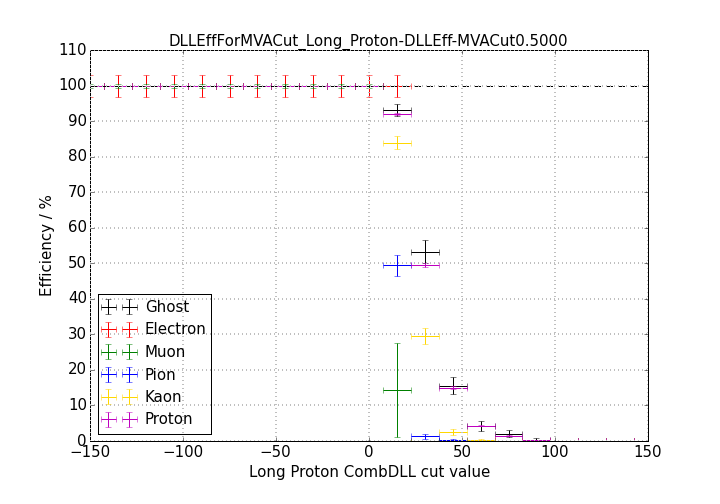 DLLEffForMVACut_Long_Proton-DLLEff-MVACut0.5000
110
100
90
80
70
60
50
40
30
20
10
0
Efficiency / %
Ghost
Electron
Muon
Pion
Kaon
Proton
−150 −100 −50 0 50 100 150
Long Proton CombDLL cut value